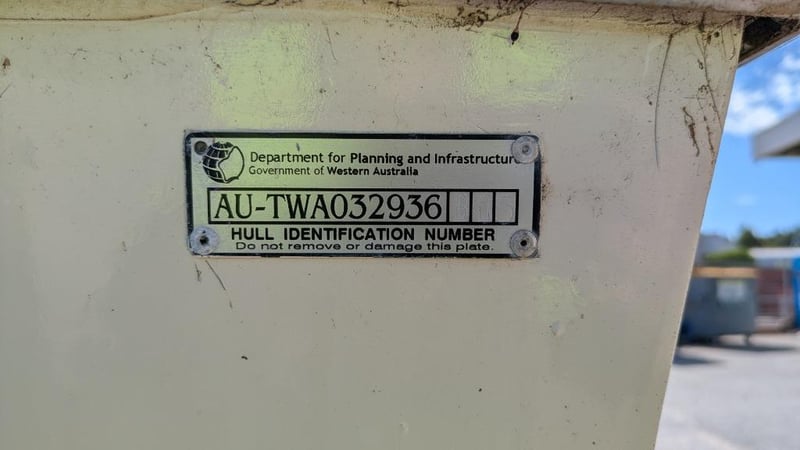 Department for Planning and Infrastructure
Government of Western Australia
AU-TWA032936
HULL IDENTIFICATION NUMBER
Do not remove or damage this plate.